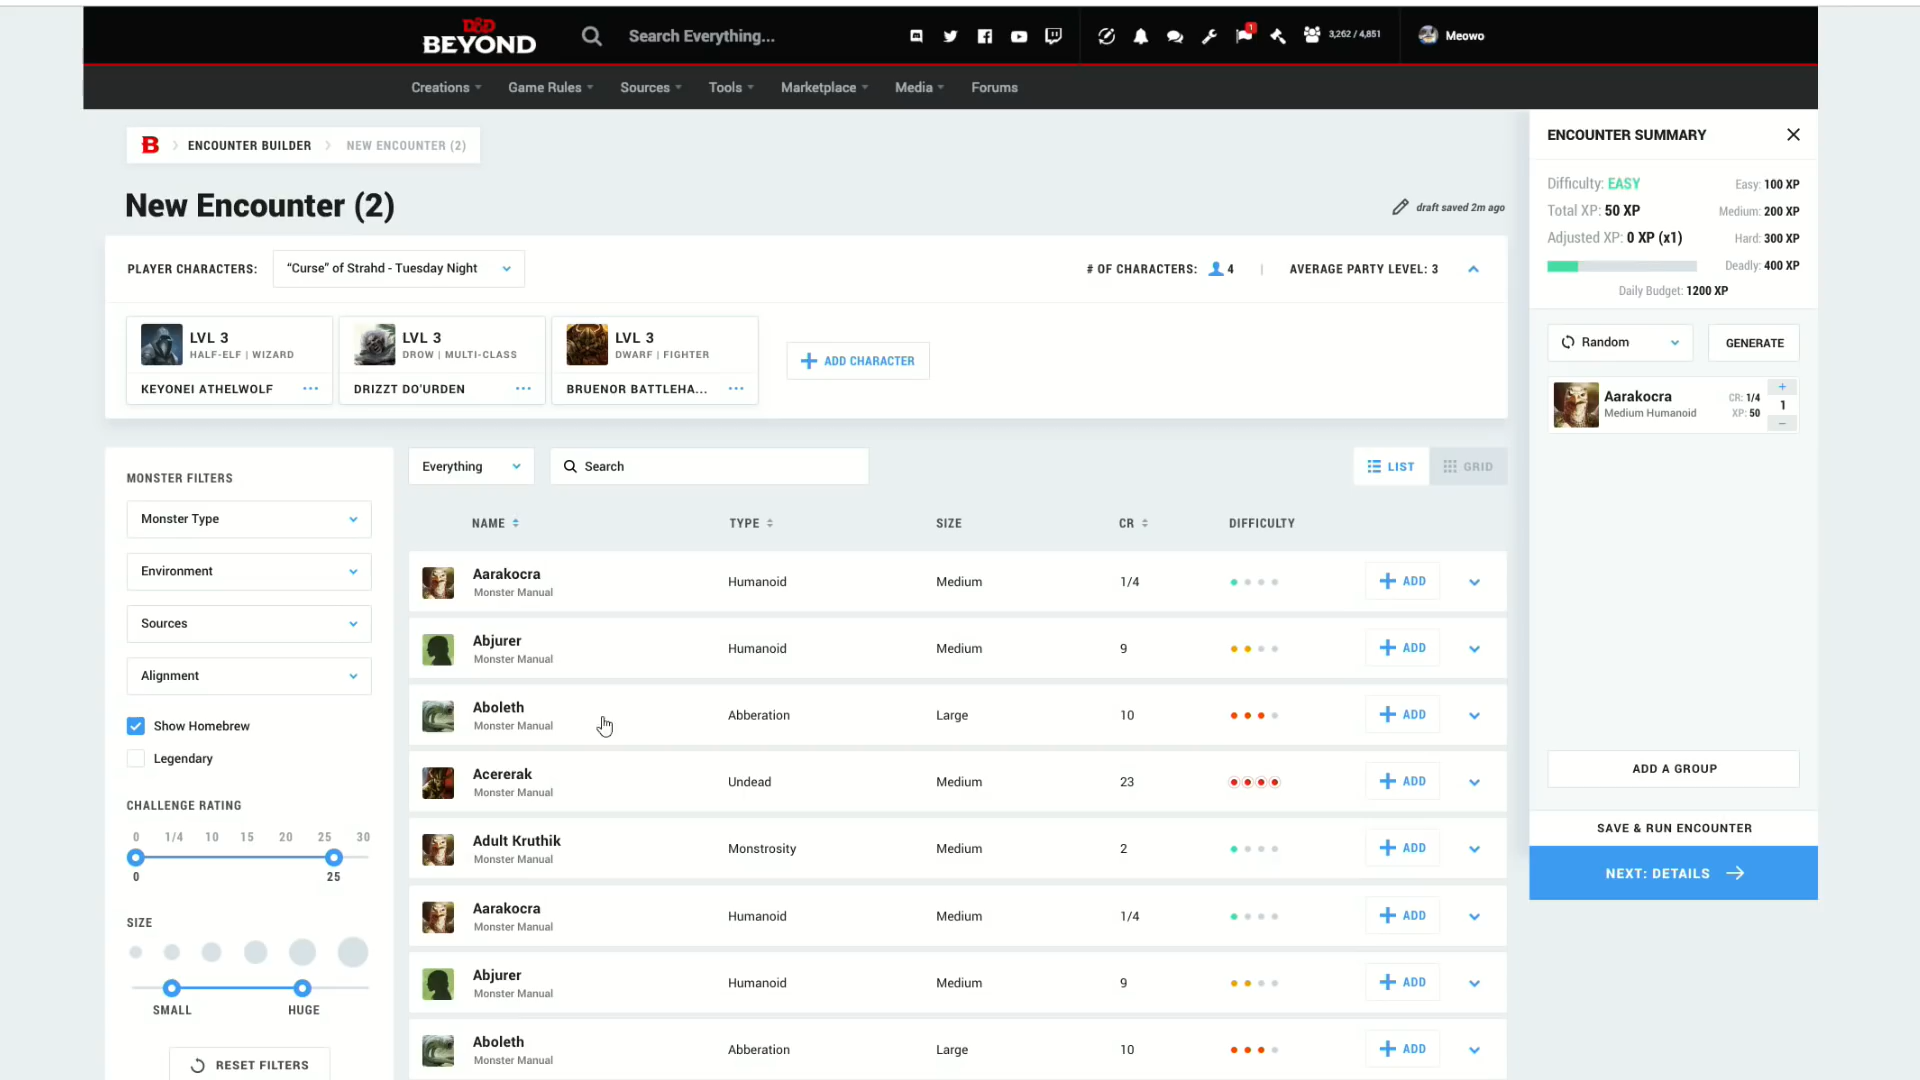 D&D
BEYOND
Search Everything...
1
3,262 / 4,851
Meowo
Creations
Game Rules
Sources
Tools
Marketplace
Media
Forums
B
ENCOUNTER BUILDER
NEW ENCOUNTER (2)
New Encounter (2)
draft saved 2m ago
PLAYER CHARACTERS:
“Curse” of Strahd - Tuesday Night
# OF CHARACTERS: 4
|
AVERAGE PARTY LEVEL: 3
LVL 3
HALF-ELF | WIZARD
KEYONEI ATHELWOLF
LVL 3
DROW | MULTI-CLASS
DRIZZT DO'URDEN
LVL 3
DWARF | FIGHTER
BRUENOR BATTLEHA...
ADD CHARACTER
MONSTER FILTERS
Monster Type
Environment
Sources
Alignment
Show Homebrew
Legendary
CHALLENGE RATING
0 1/4 10 15 20 25 30
0 25
SIZE
SMALL HUGE
RESET FILTERS
Everything
Search
LIST
GRID
NAME TYPE SIZE CR DIFFICULTY
Aarakocra
Monster Manual
Humanoid Medium 1/4 ADD
Abjurer
Monster Manual
Humanoid Medium 9 ADD
Aboleth
Monster Manual
Abberation Large 10 ADD
Acererak
Monster Manual
Undead Medium 23 ADD
Adult Kruthik
Monster Manual
Monstrosity Medium 2 ADD
Aarakocra
Monster Manual
Humanoid Medium 1/4 ADD
Abjurer
Monster Manual
Humanoid Medium 9 ADD
Aboleth
Monster Manual
Abberation Large 10 ADD
ENCOUNTER SUMMARY
Difficulty: EASY
Total XP: 50 XP
Adjusted XP: 0 XP (x1)
Easy: 100 XP
Medium: 200 XP
Hard: 300 XP
Deadly: 400 XP
Daily Budget: 1200 XP
Random
GENERATE
Aarakocra
Medium Humanoid
CR: 1/4
XP: 50
+
1
−
ADD A GROUP
SAVE & RUN ENCOUNTER
NEXT: DETAILS